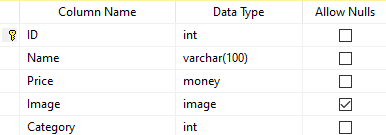 Column Name Data Type Allow Nulls
ID int
Name varchar(100)
Price money
Image image
Category int